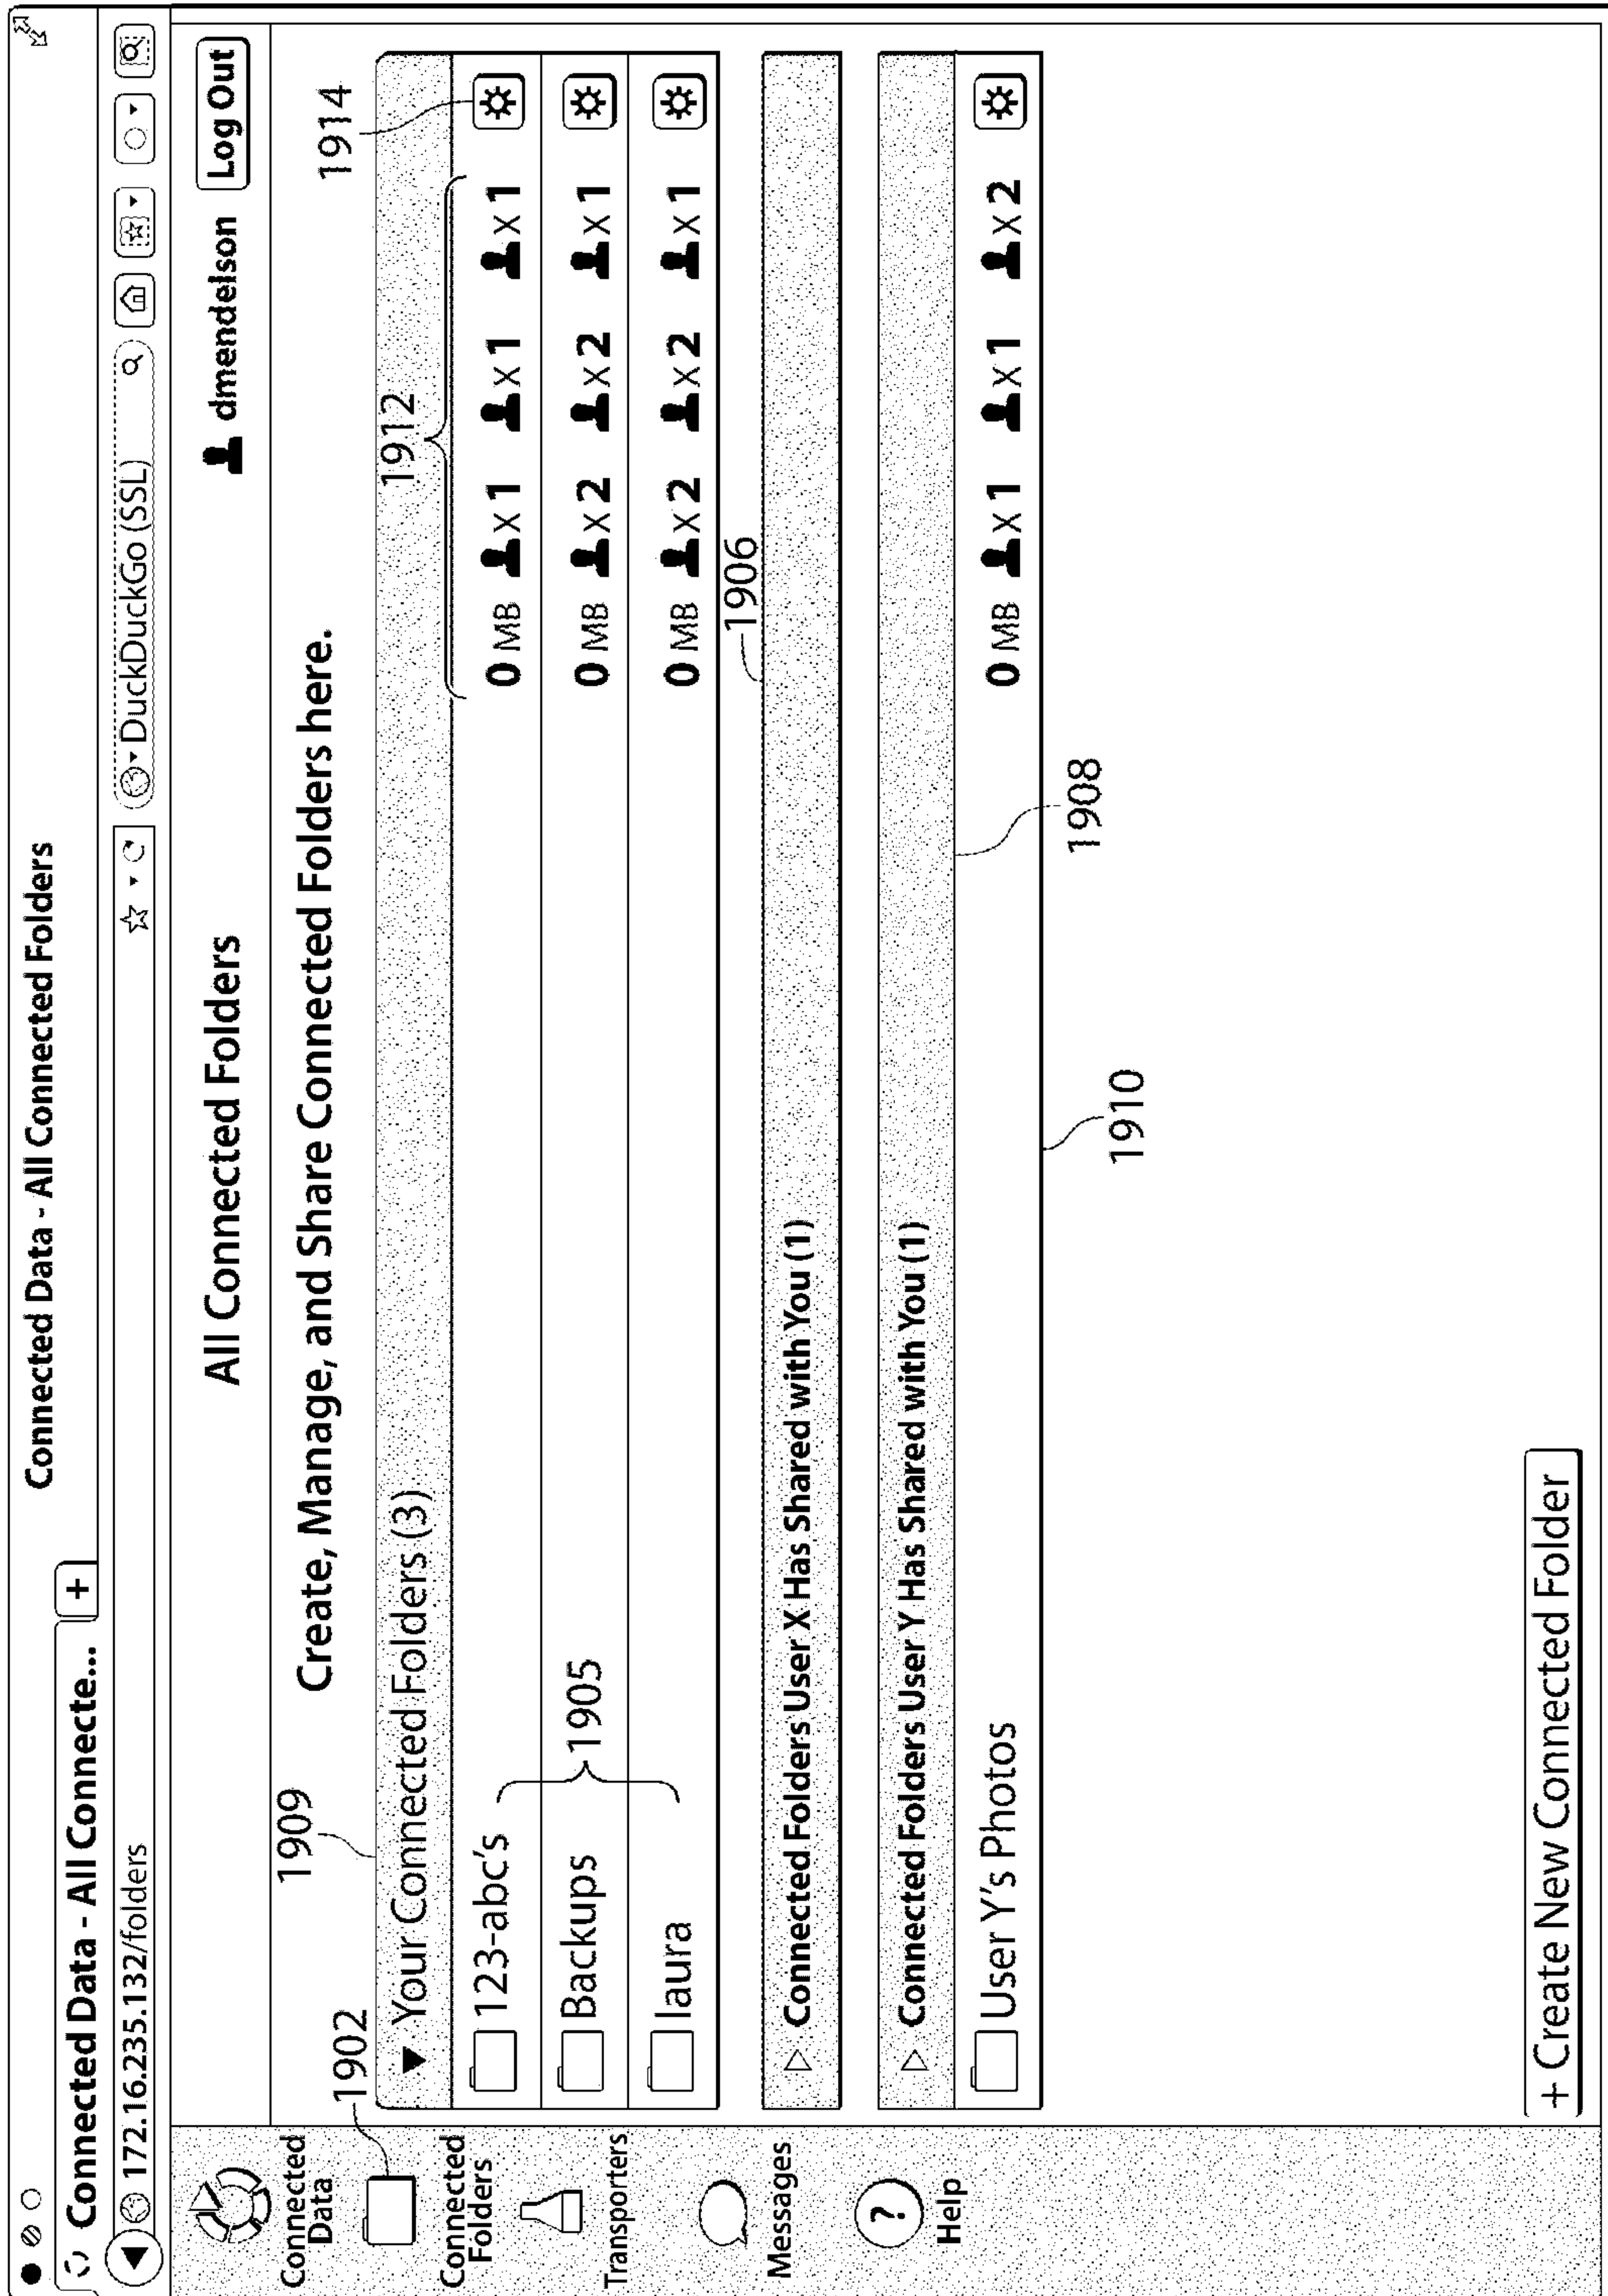 Connected Data - All Connected Folders
Connected Data - All Connecte... +
172.16.235.132/folders DuckDuckGo (SSL)
All Connected Folders dmendelson Log Out
Create, Manage, and Share Connected Folders here.
Connected
Data
Connected
Folders
Transporters
Messages
? Help
1902
1909
1912
1914
Your Connected Folders (3)
123-abc's 0 MB x 1 x 1 x 1
Backups 0 MB x 2 x 2 x 1
laura 0 MB x 2 x 2 x 1
1905
1906
Connected Folders User X Has Shared with You (1)
Connected Folders User Y Has Shared with You (1)
User Y's Photos 0 MB x 1 x 1 x 2
1908
1910
+ Create New Connected Folder